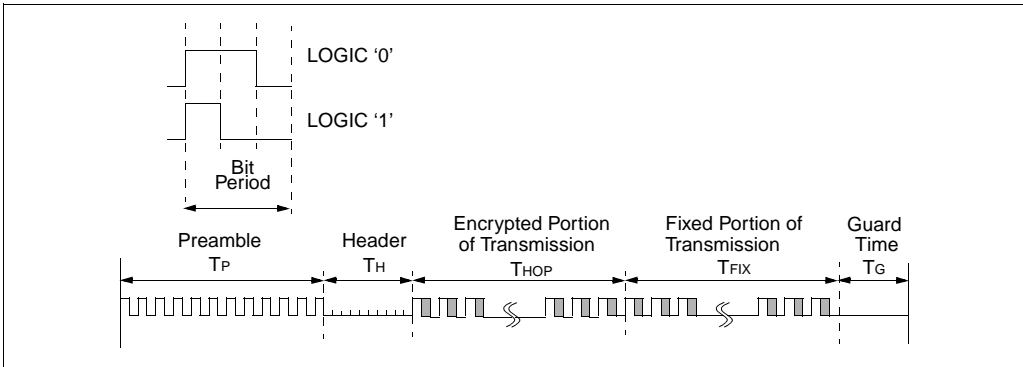 LOGIC ‘0’
LOGIC ‘1’
Bit
Period
Preamble
TP
Header
TH
Encrypted Portion
of Transmission
THOP
Fixed Portion of
Transmission
TFIX
Guard
Time
TG